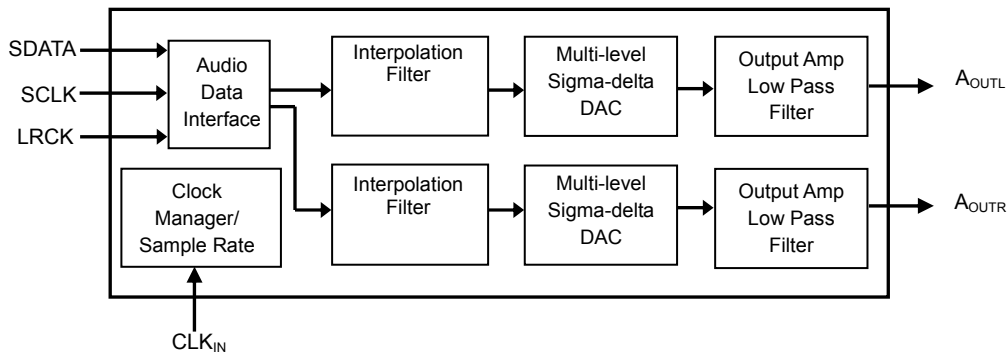 SDATA
SCLK
LRCK
Audio
Data
Interface
Interpolation
Filter
Multi-level
Sigma-delta
DAC
Output Amp
Low Pass
Filter
AOUTL
Clock
Manager/
Sample Rate
Interpolation
Filter
Multi-level
Sigma-delta
DAC
Output Amp
Low Pass
Filter
AOUTR
CLKIN